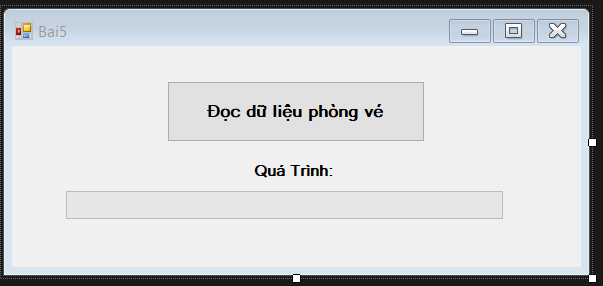 Bai5
Đọc dữ liệu phòng vé
Quá Trình: